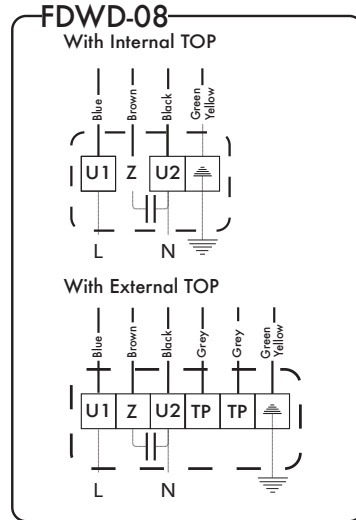 FDWD-08
With Internal TOP
Blue Brown Black Green Yellow
U1 Z U2
L N
With External TOP
Blue Brown Black Grey Grey Green Yellow
U1 Z U2 TP TP
L N